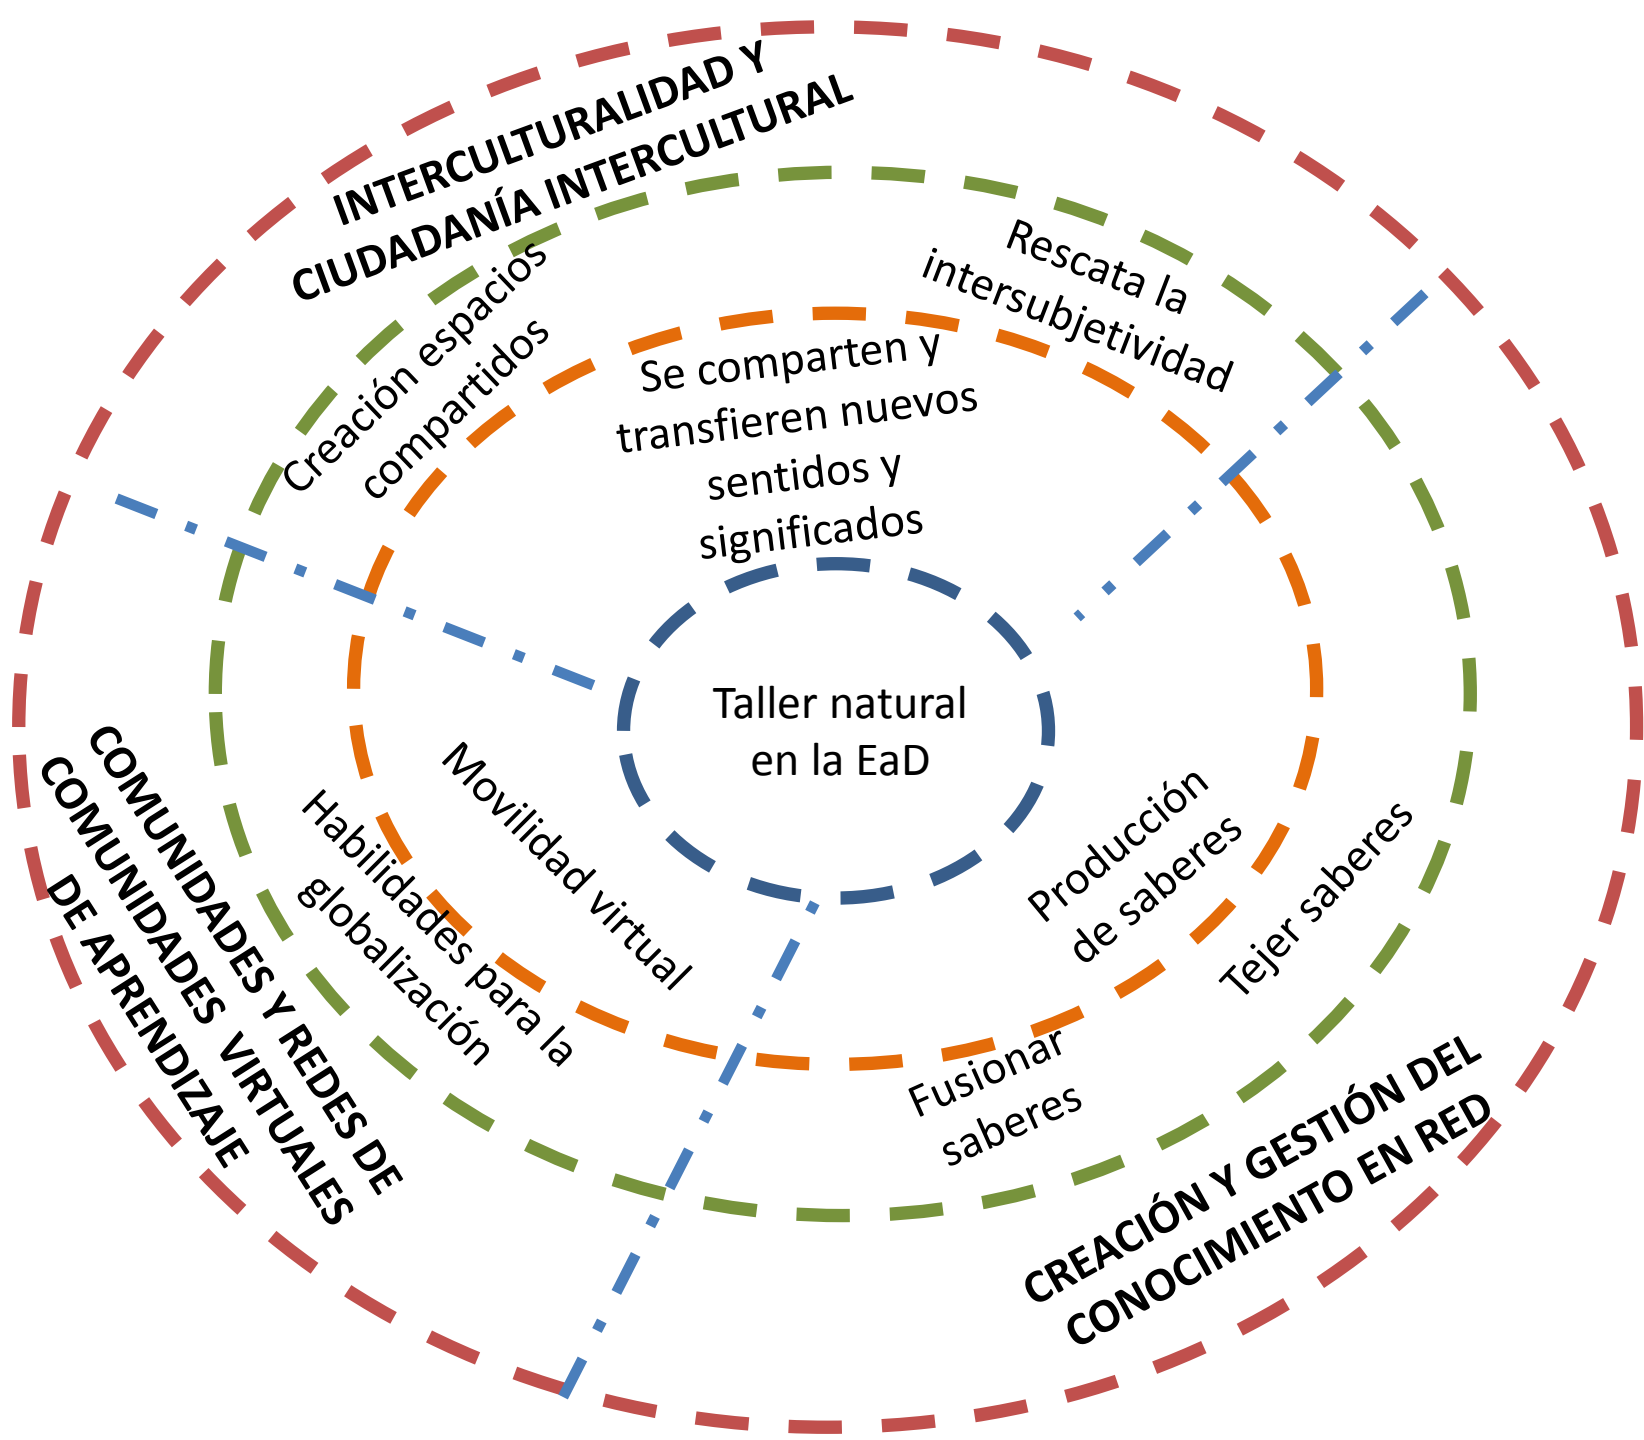 INTERCULTURALIDAD Y
CIUDADANÍA INTERCULTURAL
Creación espacios
compartidos
Rescata la
intersubjetividad
Se comparten y
transfieren nuevos
sentidos y
significados
Taller natural
en la EaD
Movilidad virtual
Habilidades para la
globalización
COMUNIDADES Y REDES DE
COMUNIDADES VIRTUALES
DE APRENDIZAJE
Producción
de saberes
Tejer saberes
Fusionar
saberes
CREACIÓN Y GESTIÓN DEL
CONOCIMIENTO EN RED